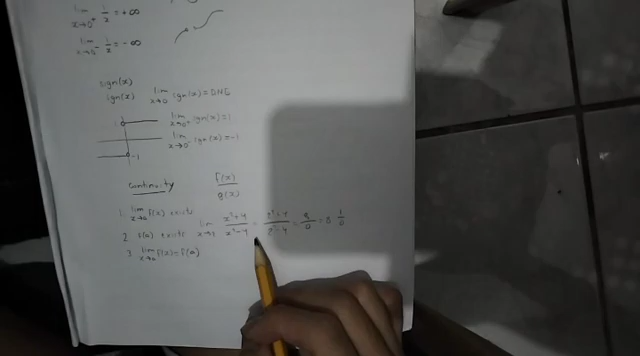 lim x→0⁺ 1/x = +∞
lim x→0⁻ 1/x = -∞
sign(x)
sgn(x) lim x→0 sgn(x) = DNE
lim x→0⁺ sgn(x) = 1
lim x→0⁻ sgn(x) = -1
-1
Continuity f(x)/g(x)
1. lim x→a f(x) exists
2. f(a) exists lim x→2 x²+4/x²-4 = 2²+4/2²-4 = 8/0 = 8 1/0
3. lim x→a f(x) = f(a)